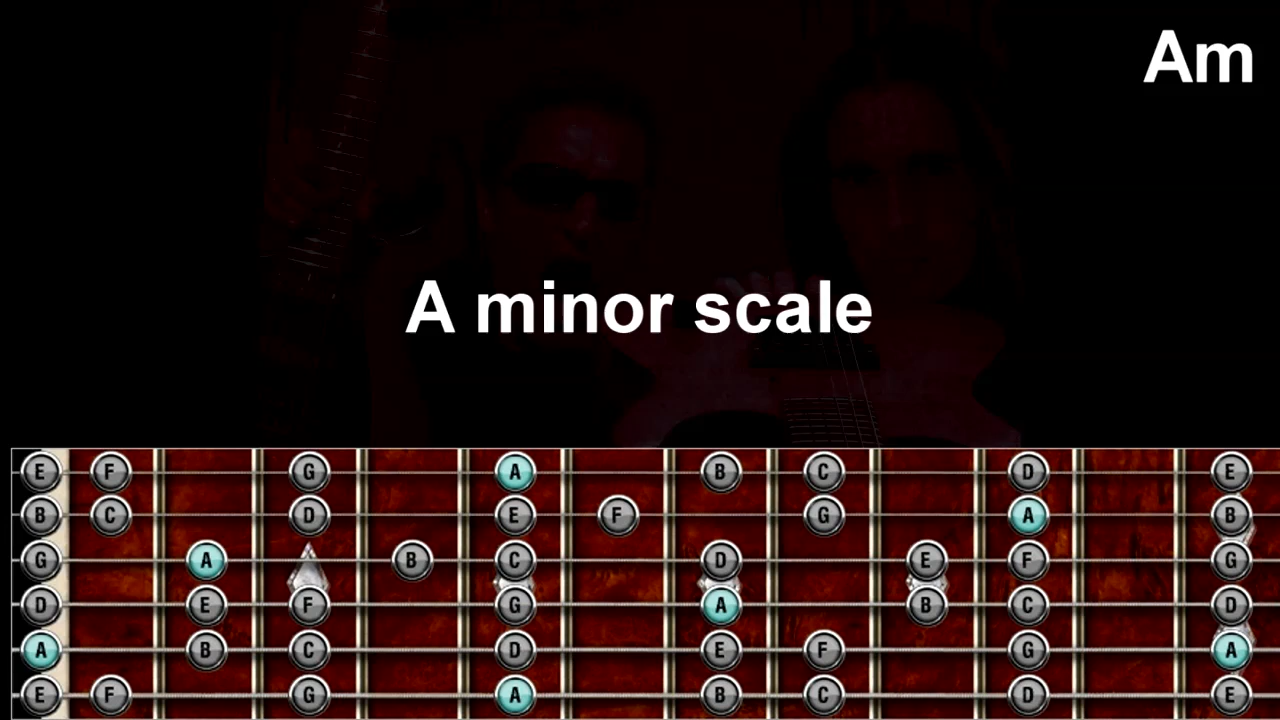 Am
A minor scale
E F G A B C D E
B C D E F G A B
G A B C D E F G
D E F G A B C D
A B C D E F G A
E F G A B C D E